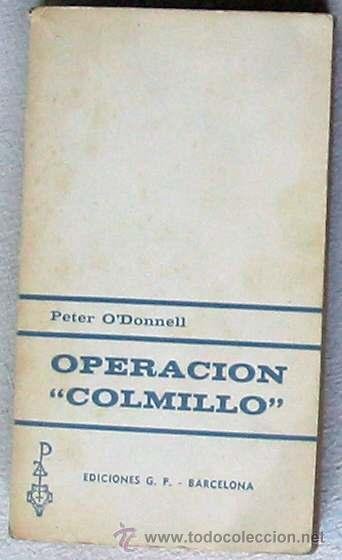 Peter O'Donnell
OPERACION
"COLMILLO"
EDICIONES G. P. - BARCELONA
www.todocoleccion.net